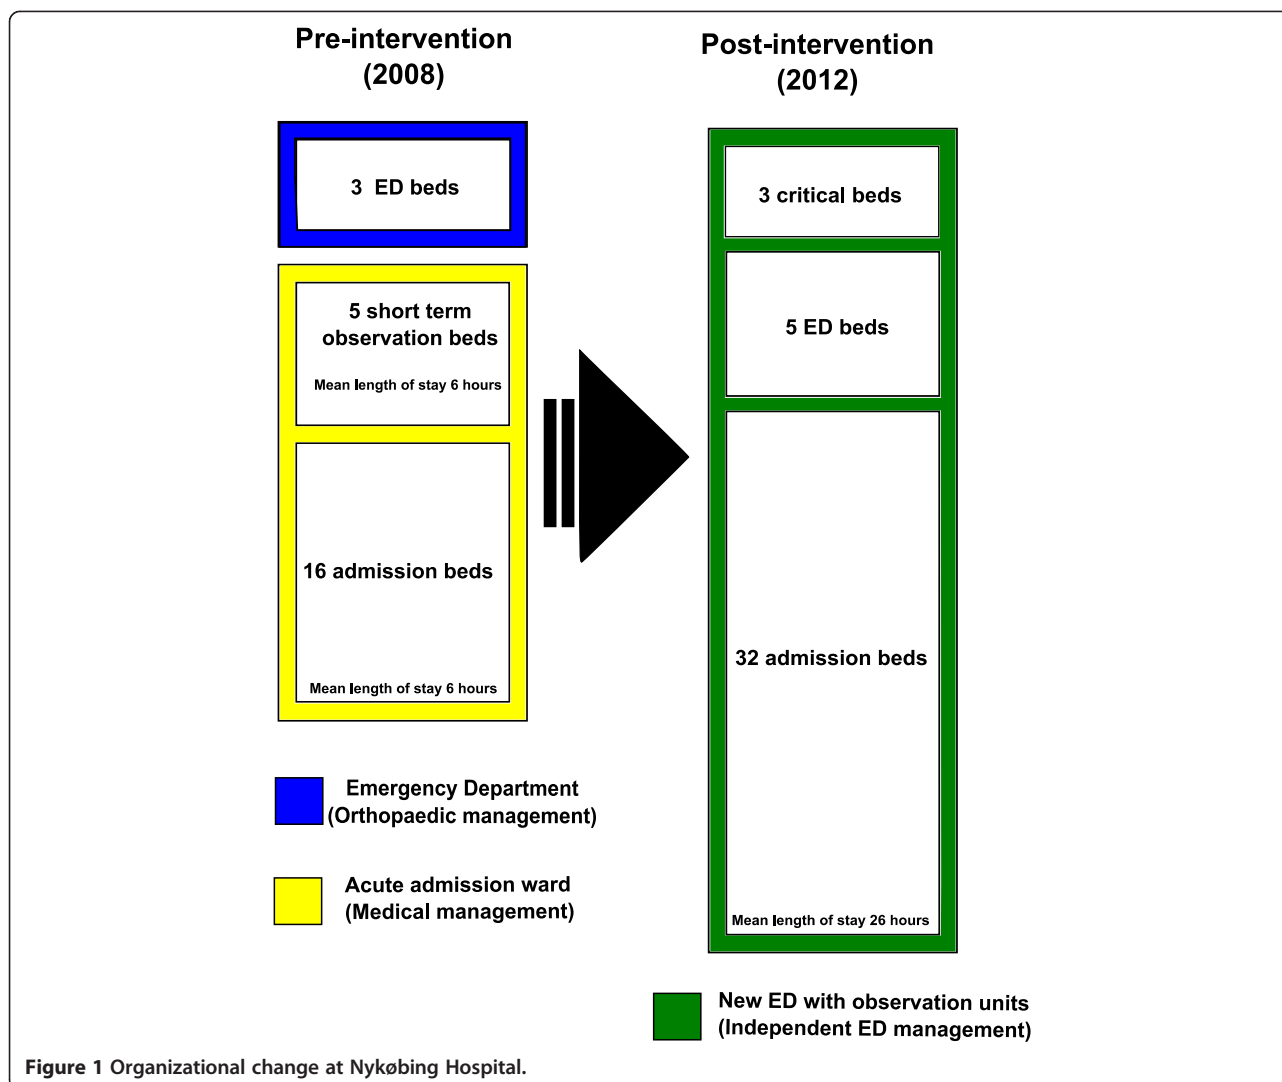 Pre-intervention
(2008)
3 ED beds
5 short term
observation beds
Mean length of stay 6 hours
16 admission beds
Mean length of stay 6 hours
Emergency Department
(Orthopaedic management)
Acute admission ward
(Medical management)
Post-intervention
(2012)
3 critical beds
5 ED beds
32 admission beds
Mean length of stay 26 hours
New ED with observation units
(Independent ED management)
Figure 1 Organizational change at Nykøbing Hospital.